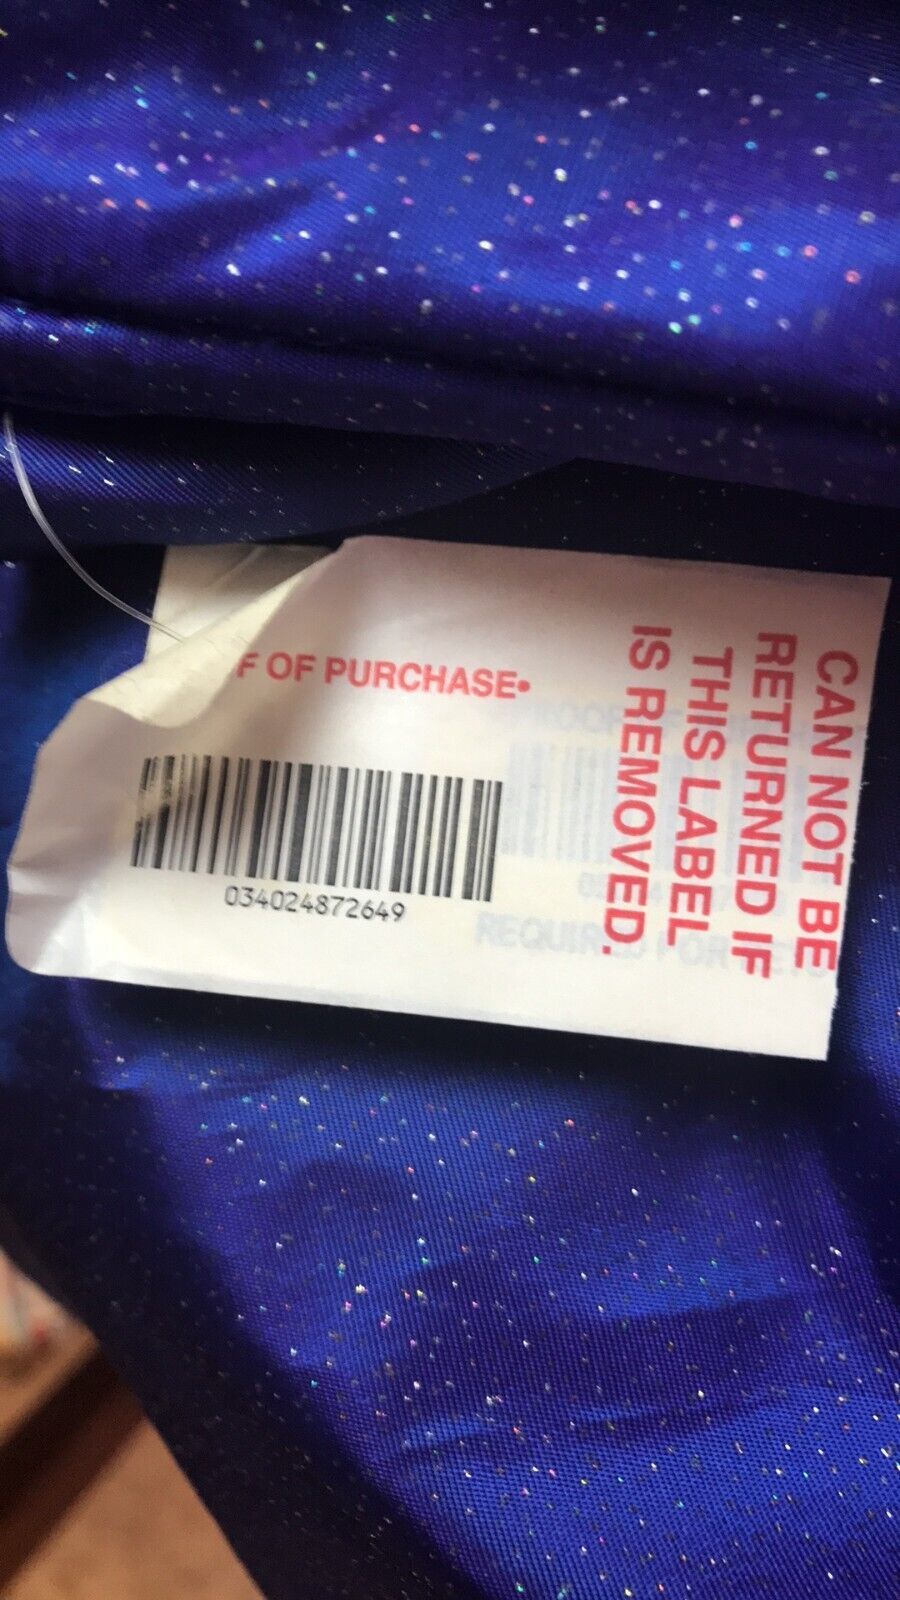 F OF PURCHASE•
034024872649
CAN NOT BE
RETURNED IF
THIS LABEL
IS REMOVED.